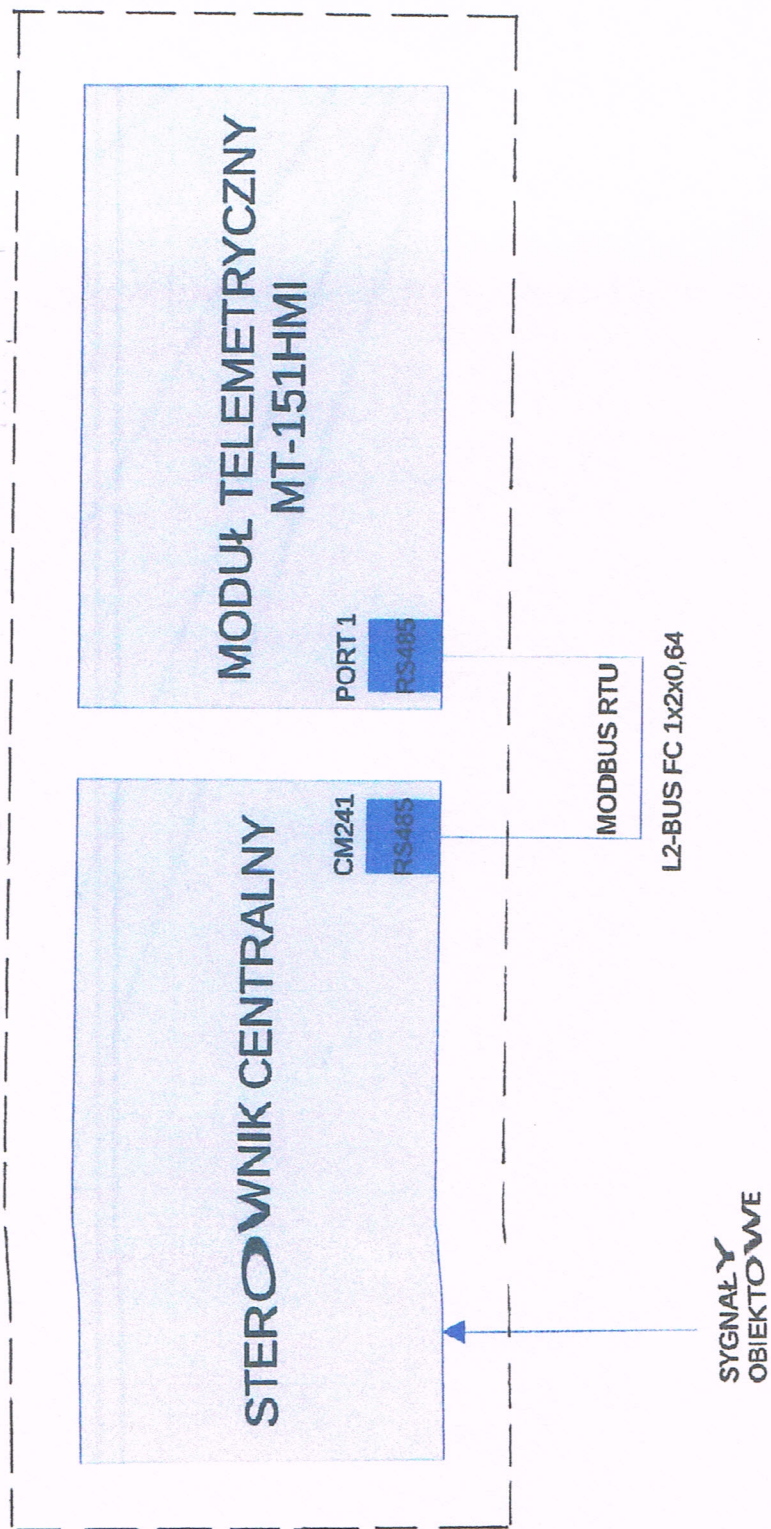 STEROWNIK CENTRALNY
CM241
RS485
MODUŁ TELEMETRYCZNY
MT-151HMI
PORT 1
RS485
MODBUS RTU
L2-BUS FC 1x2x0,64
SYGNAŁY
OBIEKTOWE